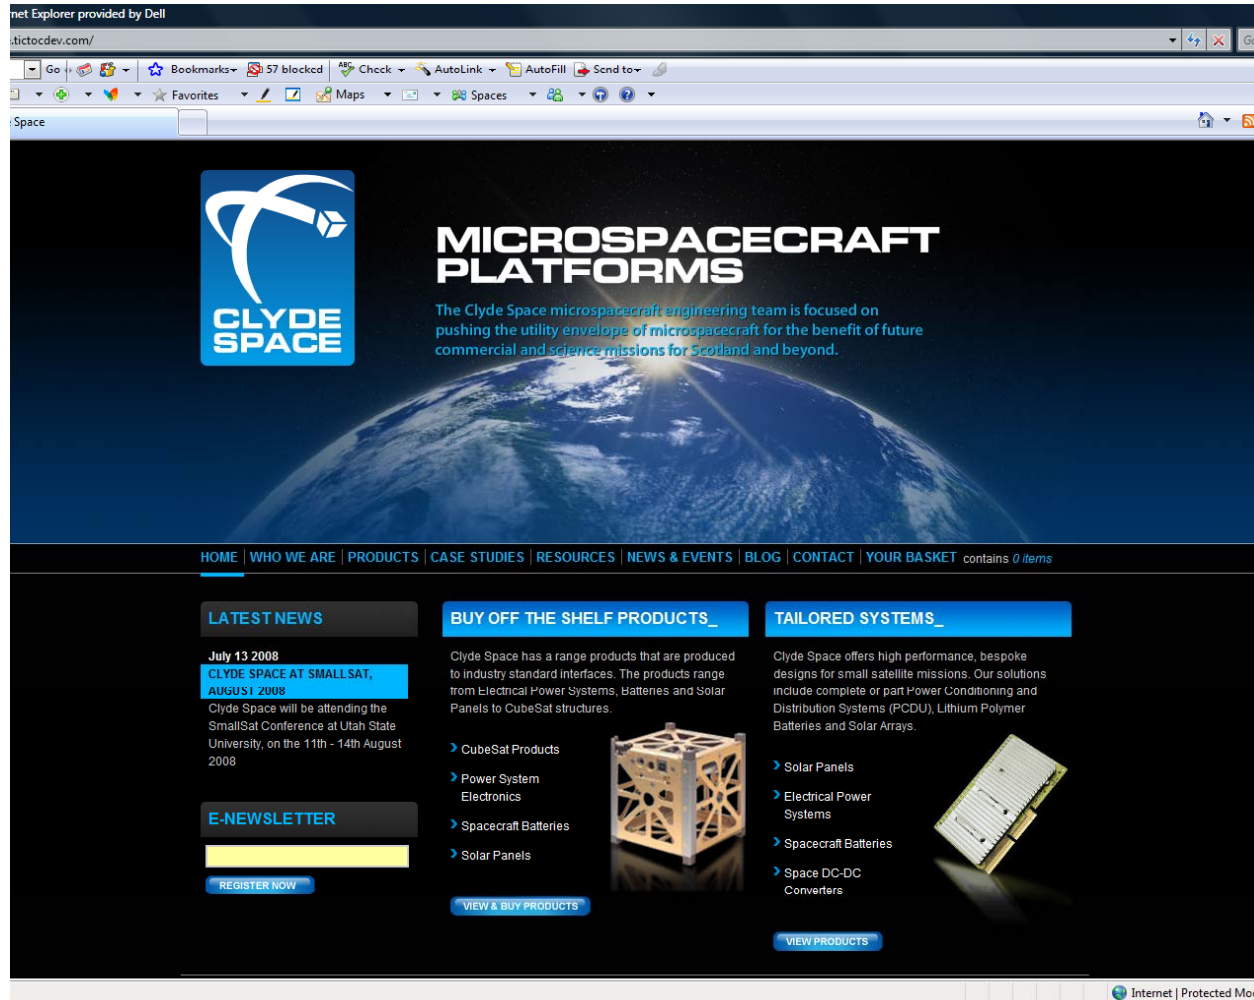 net Explorer provided by Dell
.tictocdev.com/
Go Bookmarks 57 blocked ABC Check AutoLink AutoFill Send to
Favorites Maps Spaces
Space
CLYDE
SPACE
MICROSPACECRAFT
PLATFORMS
The Clyde Space microspacecraft engineering team is focused on
pushing the utility envelope of microspacecraft for the benefit of future
commercial and science missions for Scotland and beyond.
HOME | WHO WE ARE | PRODUCTS | CASE STUDIES | RESOURCES | NEWS & EVENTS | BLOG | CONTACT | YOUR BASKET contains 0 items
LATEST NEWS
July 13 2008
CLYDE SPACE AT SMALLSAT,
AUGUST 2008
Clyde Space will be attending the
SmallSat Conference at Utah State
University, on the 11th - 14th August
2008
E-NEWSLETTER
REGISTER NOW
BUY OFF THE SHELF PRODUCTS_
Clyde Space has a range products that are produced
to industry standard interfaces. The products range
from Electrical Power Systems, Batteries and Solar
Panels to CubeSat structures.
CubeSat Products
Power System
Electronics
Spacecraft Batteries
Solar Panels
VIEW & BUY PRODUCTS
TAILORED SYSTEMS_
Clyde Space offers high performance, bespoke
designs for small satellite missions. Our solutions
include complete or part Power Conditioning and
Distribution Systems (PCDU), Lithium Polymer
Batteries and Solar Arrays.
Solar Panels
Electrical Power
Systems
Spacecraft Batteries
Space DC-DC
Converters
VIEW PRODUCTS
Internet | Protected Mo